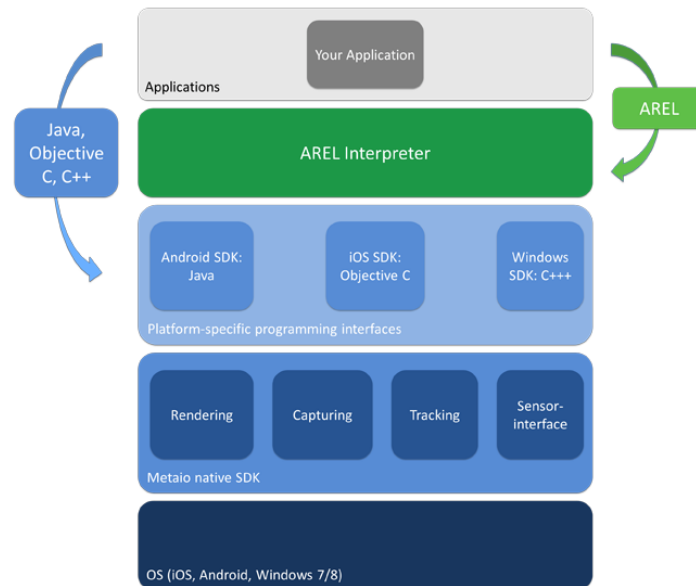 Your Application
Applications
Java,
Objective
C, C++
AREL
AREL Interpreter
Android SDK:
Java
iOS SDK:
Objective C
Windows
SDK: C+++
Platform-specific programming interfaces
Rendering
Capturing
Tracking
Sensor-
interface
Metaio native SDK
OS (iOS, Android, Windows 7/8)